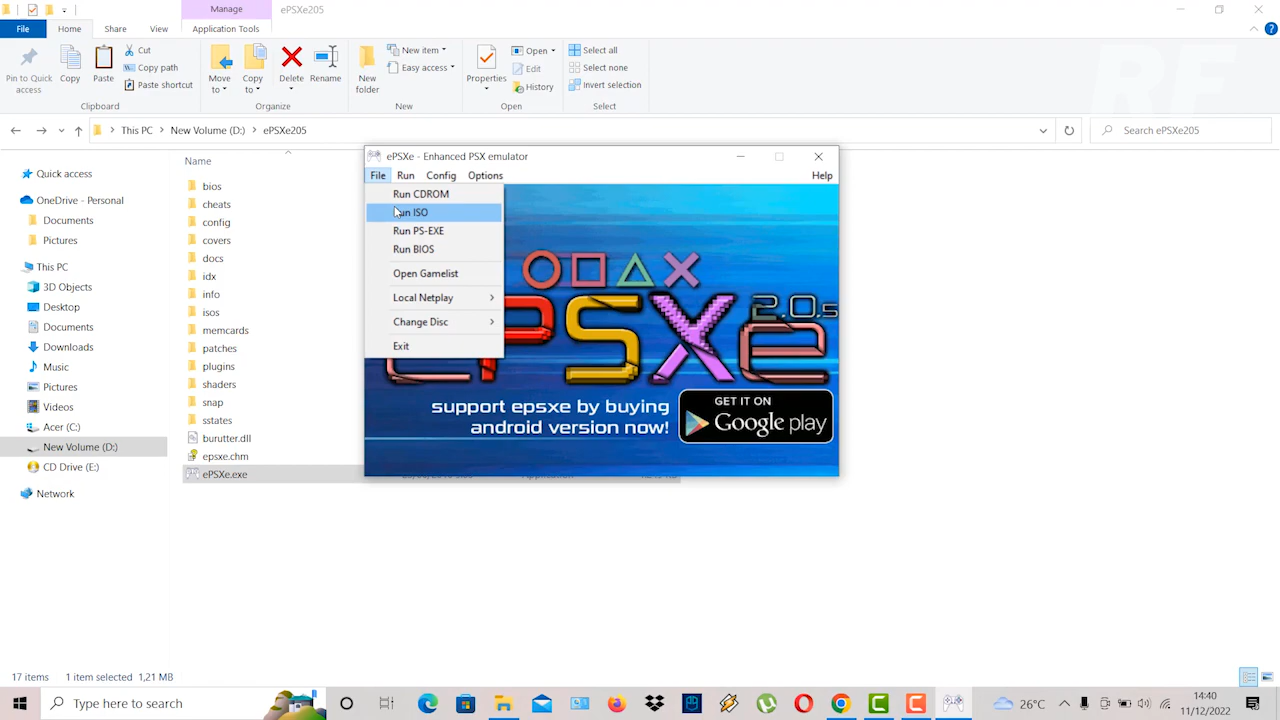 Manage
ePSXe205
File
Home
Share
View
Application Tools
Pin to Quick access
Copy
Paste
Cut
Copy path
Paste shortcut
Clipboard
Move to
Copy to
Delete
Rename
Organize
New folder
New item
Easy access
New
Properties
Open
Edit
History
Open
Select all
Select none
Invert selection
Select
RF
This PC > New Volume (D:) > ePSXe205
Search ePSXe205
Quick access
OneDrive - Personal
Documents
Pictures
This PC
3D Objects
Desktop
Documents
Downloads
Music
Pictures
Videos
Acer (C:)
New Volume (D:)
CD Drive (E:)
Network
Name
bios
cheats
config
covers
docs
idx
info
isos
memcards
patches
plugins
shaders
snap
sstates
burutter.dll
epsxe.chm
ePSXe.exe
ePSXe - Enhanced PSX emulator
File Run Config Options Help
Run CDROM
Run ISO
Run PS-EXE
Run BIOS
Open Gamelist
Local Netplay
Change Disc
Exit
2.0.5
ePSXe
support epsxe by buying
android version now!
GET IT ON
Google play
17 items 1 item selected 1,21 MB
Type here to search
26°C
14:40
11/12/2022